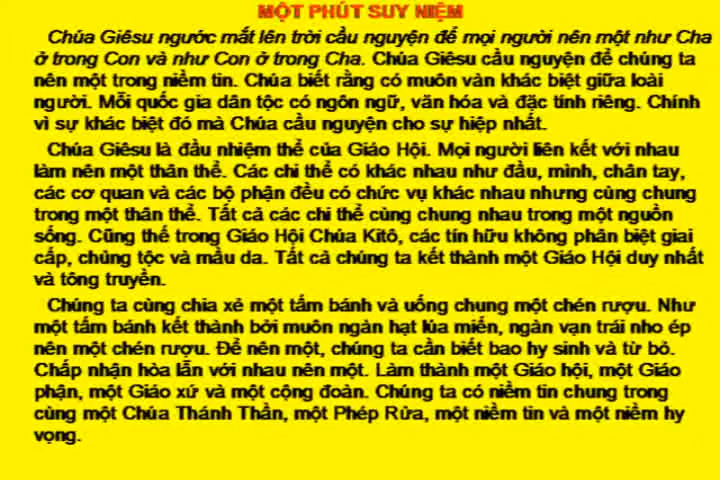 MỘT PHÚT SUY NIỆM
Chúa Giêsu ngước mắt lên trời cầu nguyện để mọi người nên một như Cha
ở trong Con và như Con ở trong Cha. Chúa Giêsu cầu nguyện để chúng ta
nên một trong niềm tin. Chúa biết rằng có muôn vàn khác biệt giữa loài
người. Mỗi quốc gia dân tộc có ngôn ngữ, văn hóa và đặc tính riêng. Chính
vì sự khác biệt đó mà Chúa cầu nguyện cho sự hiệp nhất.
Chúa Giêsu là đầu nhiệm thể của Giáo Hội. Mọi người liên kết với nhau
làm nên một thân thể. Các chi thể có khác nhau như đầu, mình, chân tay,
các cơ quan và các bộ phận đều có chức vụ khác nhau nhưng cùng chung
trong một thân thể. Tất cả các chi thể cùng chung nhau trong một nguồn
sống. Cũng thế trong Giáo Hội Chúa Kitô, các tín hữu không phân biệt giai
cấp, chủng tộc và mầu da. Tất cả chúng ta kết thành một Giáo Hội duy nhất
và tông truyền.
Chúng ta cùng chia xẻ một tấm bánh và uống chung một chén rượu. Như
một tấm bánh kết thành bởi muôn ngàn hạt lúa miến, ngàn vạn trái nho ép
nên một chén rượu. Để nên một, chúng ta cần biết bao hy sinh và từ bỏ.
Chấp nhận hòa lẫn với nhau nên một. Làm thành một Giáo hội, một Giáo
phận, một Giáo xứ và một cộng đoàn. Chúng ta có niềm tin chung trong
cùng một Chúa Thánh Thần, một Phép Rửa, một niềm tin và một niềm hy
vọng.